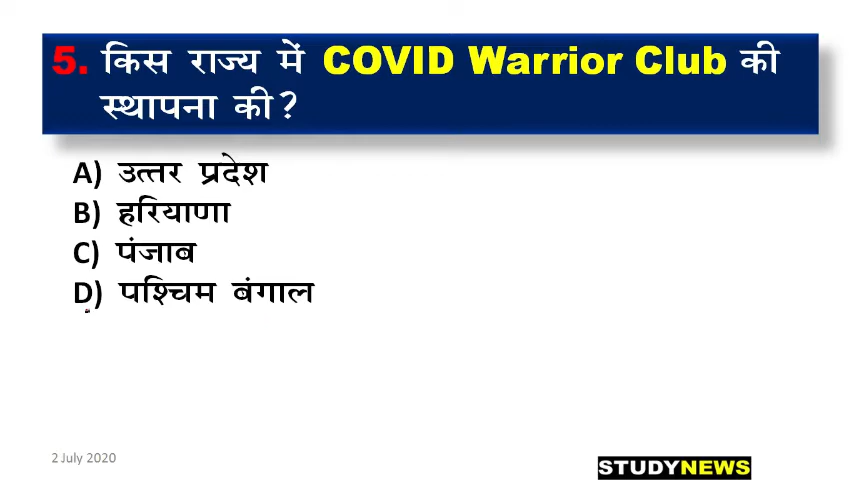 5. किस राज्य में COVID Warrior Club की
स्थापना की?
A) उत्तर प्रदेश
B) हरियाणा
C) पंजाब
D) पश्चिम बंगाल
2 July 2020
STUDYNEWS